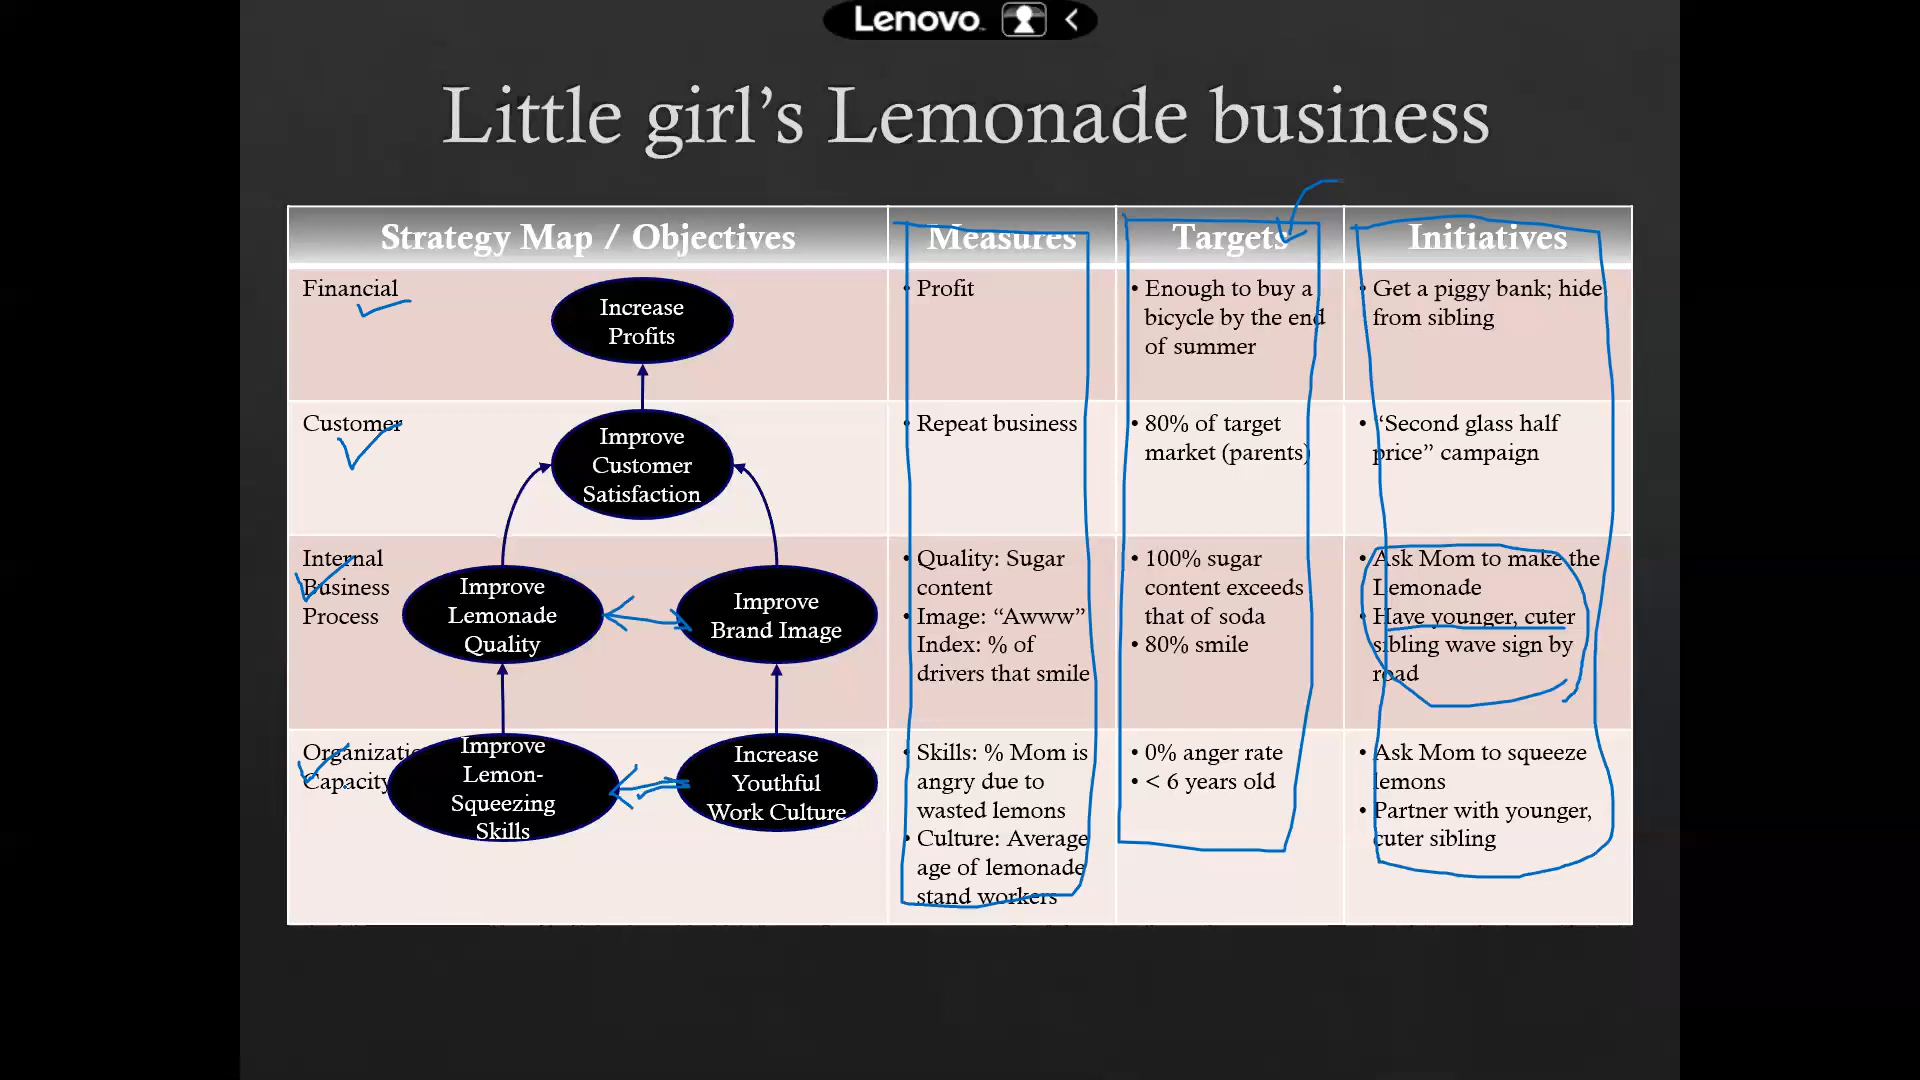 Lenovo
Little girl’s Lemonade business
Strategy Map / Objectives
Measures
Targets
Initiatives
Financial
Increase
Profits
• Profit
• Enough to buy a
bicycle by the end
of summer
• Get a piggy bank; hide
from sibling
Customer
Improve
Customer
Satisfaction
• Repeat business
• 80% of target
market (parents)
• “Second glass half
price” campaign
Internal
Business
Process
Improve
Lemonade
Quality
Improve
Brand Image
• Quality: Sugar
content
• Image: “Awww”
Index: % of
drivers that smile
• 100% sugar
content exceeds
that of soda
• 80% smile
• Ask Mom to make the
Lemonade
• Have younger, cuter
sibling wave sign by
road
Capacity
Improve
Lemon-
Squeezing
Skills
Increase
Youthful
Work Culture
• Skills: % Mom is
angry due to
wasted lemons
• Culture: Average
age of lemonade
stand workers
• 0% anger rate
• < 6 years old
• Ask Mom to squeeze
lemons
• Partner with younger,
cuter sibling